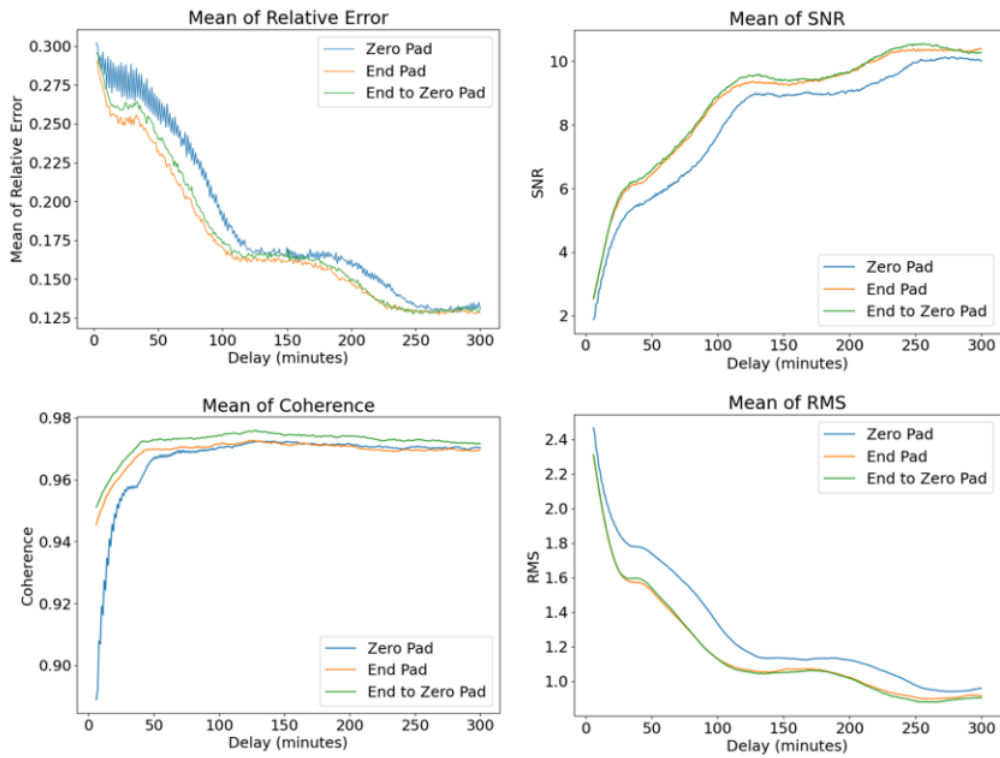 Mean of Relative Error
Mean of Relative Error
0.300
0.275
0.250
0.225
0.200
0.175
0.150
0.125
Zero Pad
End Pad
End to Zero Pad
0 50 100 150 200 250 300
Delay (minutes)
Mean of SNR
SNR
10
8
6
4
2
Zero Pad
End Pad
End to Zero Pad
0 50 100 150 200 250 300
Delay (minutes)
Mean of Coherence
Coherence
0.98
0.96
0.94
0.92
0.90
Zero Pad
End Pad
End to Zero Pad
0 50 100 150 200 250 300
Delay (minutes)
Mean of RMS
RMS
2.4
2.2
2.0
1.8
1.6
1.4
1.2
1.0
Zero Pad
End Pad
End to Zero Pad
0 50 100 150 200 250 300
Delay (minutes)